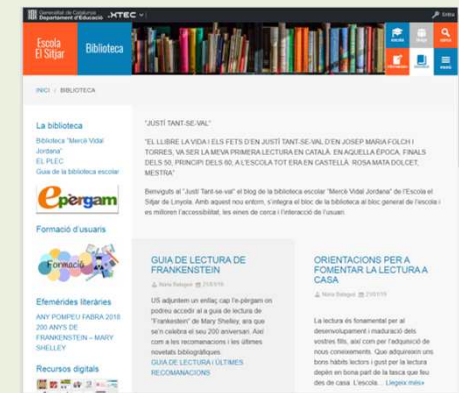 Generalitat de Catalunya
Departament d'Educació
XTEC
Entra
Escola
El Sitjar
Biblioteca
INICI / BIBLIOTECA
La biblioteca
Biblioteca "Mercè Vidal
Jordana"
EL PLEC
Guia de la biblioteca escolar
epèrgam
Formació d'usuaris
Formació
Efemèrides literàries
ANY POMPEU FABRA 2018
200 ANYS DE
FRANKENSTEIN – MARY
SHELLEY
Recursos digitals
"JUSTÍ TANT-SE-VAL"
"EL LLIBRE LA VIDA I ELS FETS D'EN JUSTÍ TANT-SE-VAL, D'EN JOSEP MARIA FOLCH I
TORRES, VA SER LA MEVA PRIMERA LECTURA EN CATALÀ. EN AQUELLA ÈPOCA, FINALS
DELS 50, PRINCIPI DELS 60, A L'ESCOLA TOT ERA EN CASTELLÀ. ROSA MATA DOLCET,
MESTRA"
Benvinguts al "Justí Tant-se-val" el blog de la biblioteca escolar "Mercè Vidal Jordana" de l'Escola el
Sitjar de Linyola. Amb aquest nou entorn, s'integra el bloc de la biblioteca al bloc general de l'escola i
es milloren l'accessibilitat, les eines de cerca i l'interacció de l'usuari.
GUIA DE LECTURA DE
FRANKENSTEIN
Núria Balagué
US adjuntem un enllaç cap l'e-pèrgam on
podreu accedir al a guia de lectura de
"Frankestein" de Mary Shelley, ara que
se'n celebra el seu 200 aniversari. Així
com a les recomanacions i les últimes
novetats bibliogràfiques.
GUIA DE LECTURA I ÚLTIMES
RECOMANACIONS
ORIENTACIONS PER A
FOMENTAR LA LECTURA A
CASA
Núria Balagué
La lectura és fonamental per al
desenvolupament i maduració dels
vostres fills, així com per l'adquisició de
nous coneixements. Que adquireixin uns
bons hàbits lectors i gust per la lectura
depèn en bona part de la tasca que feu
des de casa. L'escola... Llegeix més»